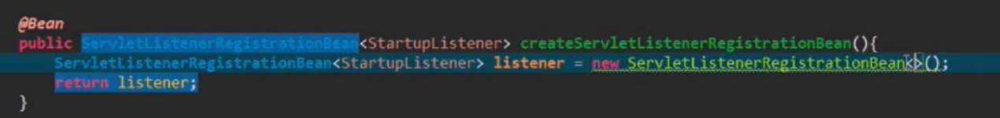 @Bean
public ServletListenerRegistrationBean<StartupListener> createServletListenerRegistrationBean(){
ServletListenerRegistrationBean<StartupListener> listener = new ServletListenerRegistrationBean<>();
return listener;
}